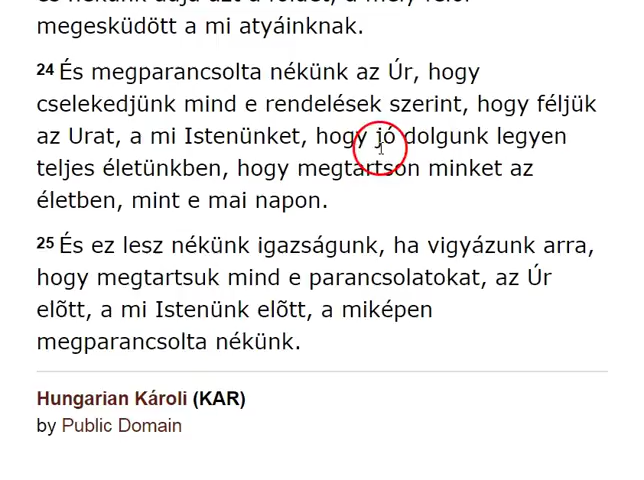 megesküdött a mi atyáinknak.
24 És megparancsolta nékünk az Úr, hogy
cselekedjünk mind e rendelések szerint, hogy féljük
az Urat, a mi Istenünket, hogy jó dolgunk legyen
teljes életünkben, hogy megtartson minket az
életben, mint e mai napon.
25 És ez lesz nékünk igazságunk, ha vigyázunk arra,
hogy megtartsuk mind e parancsolatokat, az Úr
elõtt, a mi Istenünk elõtt, a miképen
megparancsolta nékünk.
Hungarian Károli (KAR)
by Public Domain